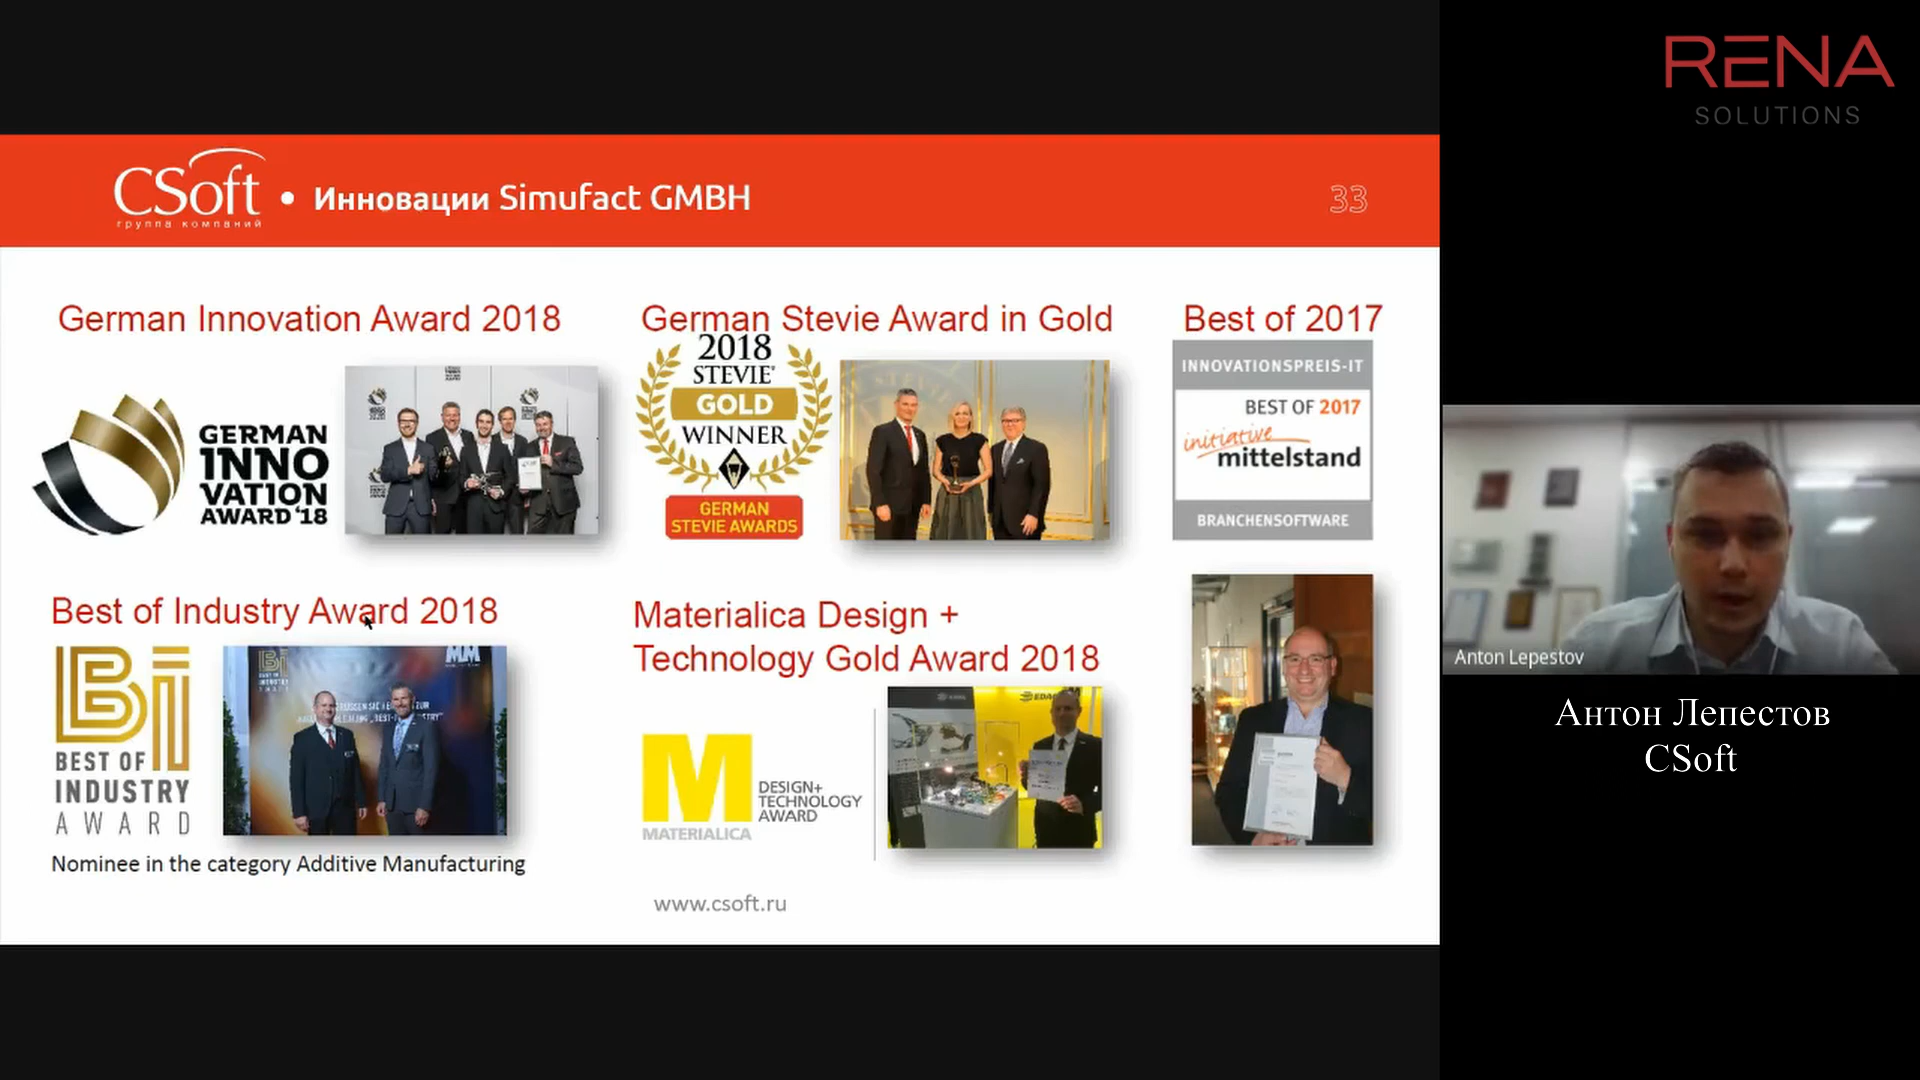 RENA
SOLUTIONS
CSoft
группа компаний
• Инновации Simufact GMBH
33
German Innovation Award 2018
GERMAN
INNO
VATION
AWARD '18
German Stevie Award in Gold
2018
STEVIE®
GOLD
WINNER
GERMAN
STEVIE AWARDS
Best of 2017
INNOVATIONSPREIS-IT
BEST OF 2017
initiative
mittelstand
BRANCHENSOFTWARE
Best of Industry Award 2018
Bi
BEST OF
INDUSTRY
AWARD
MM
Nominee in the category Additive Manufacturing
Materialica Design +
Technology Gold Award 2018
M
MATERIALICA
DESIGN+
TECHNOLOGY
AWARD
www.csoft.ru
Anton Lepestov
Антон Лепестов
CSoft